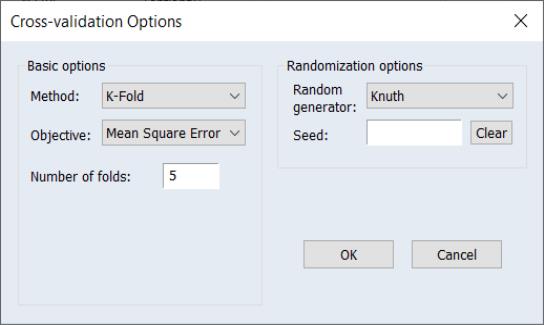 Cross-validation Options
Basic options
Method: K-Fold
Objective: Mean Square Error
Number of folds: 5
Randomization options
Random
generator: Knuth
Seed: Clear
OK Cancel